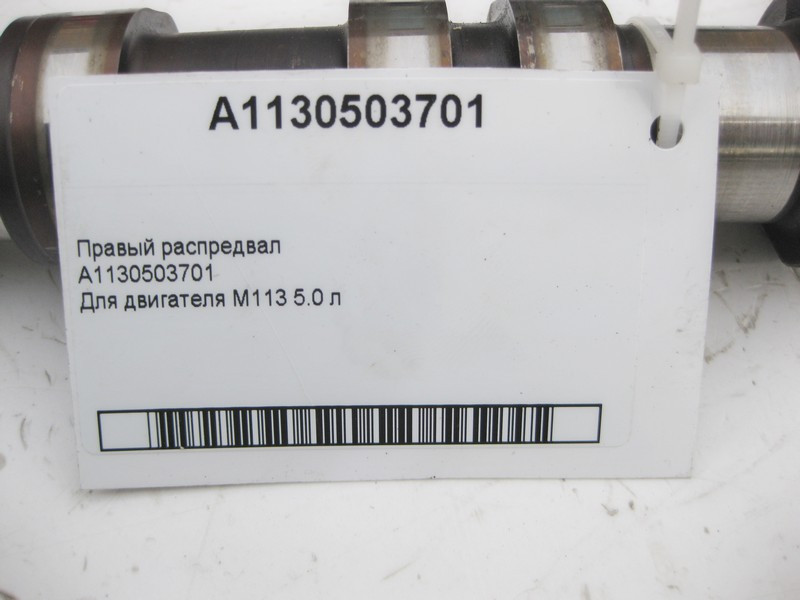 A1130503701
Правый распредвал
A1130503701
Для двигателя M113 5.0 л